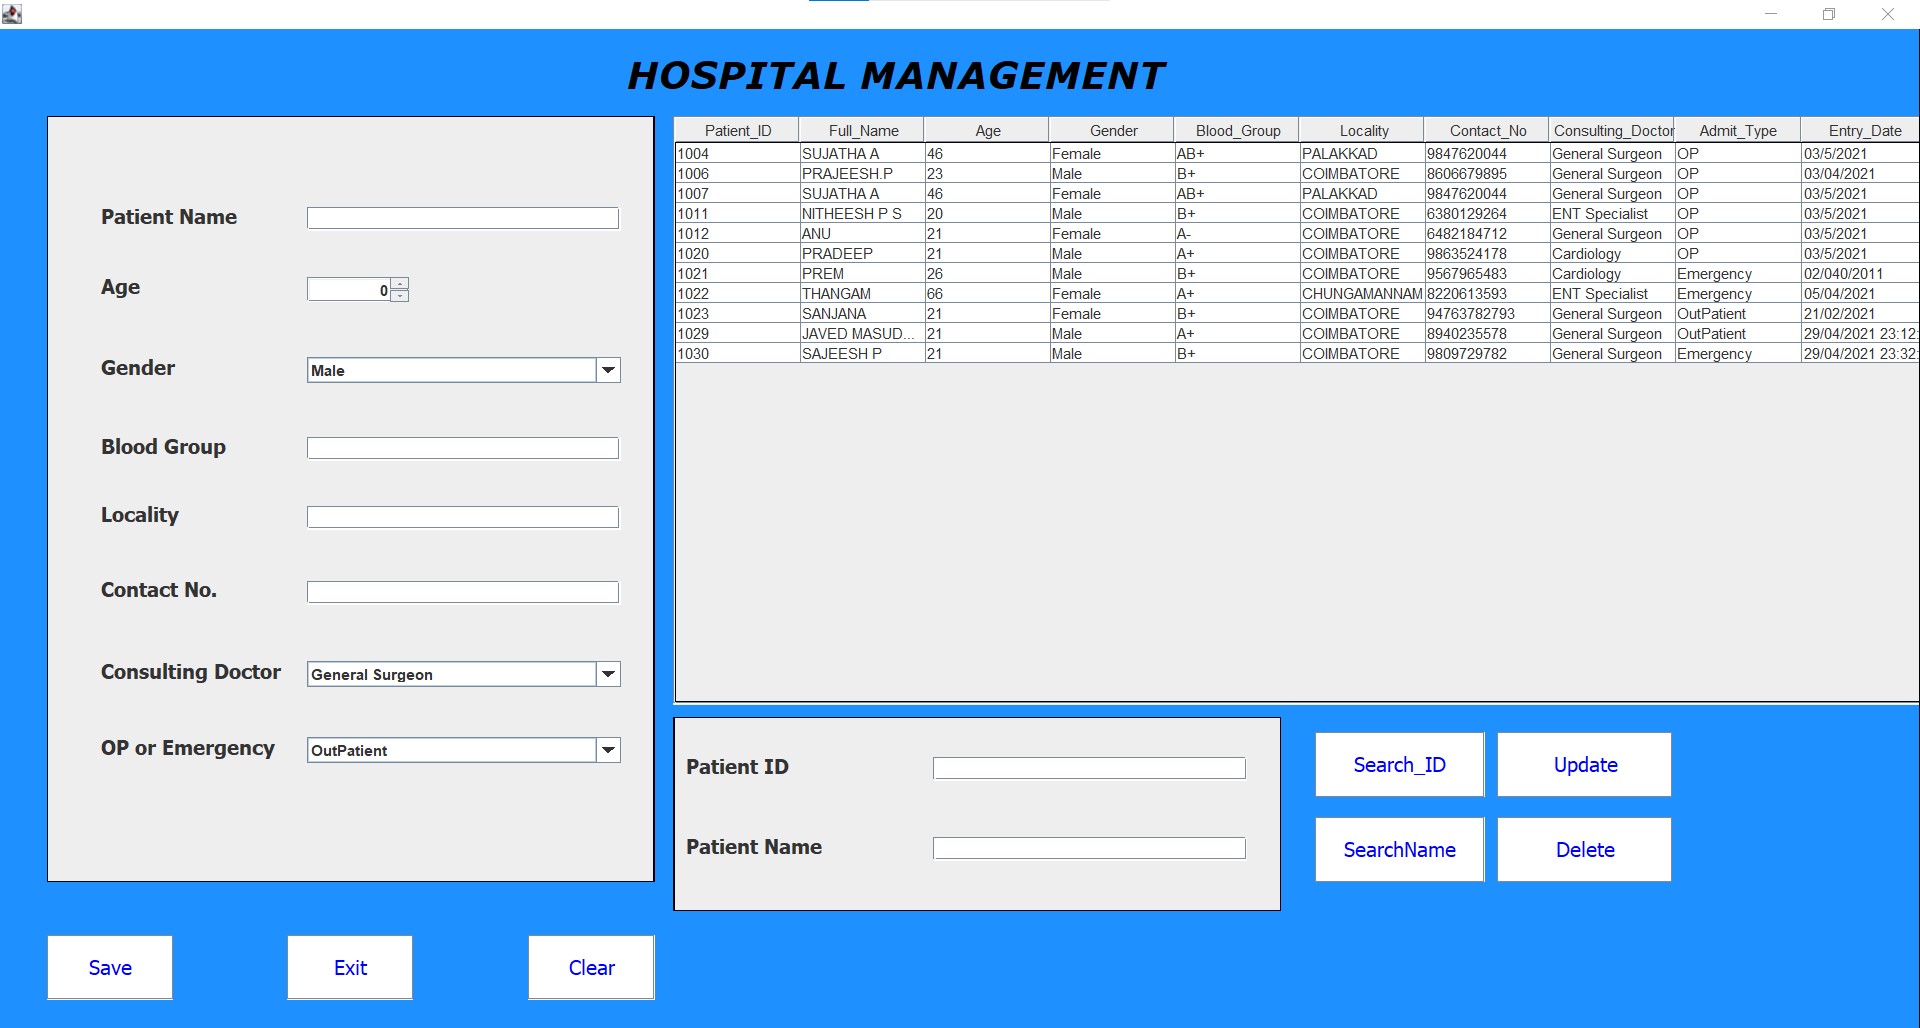 HOSPITAL MANAGEMENT
Patient Name
Age 0
Gender Male
Blood Group
Locality
Contact No.
Consulting Doctor General Surgeon
OP or Emergency OutPatient
Save Exit Clear
Patient_ID Full_Name Age Gender Blood_Group Locality Contact_No Consulting_Doctor Admit_Type Entry_Date
1004 SUJATHA A 46 Female AB+ PALAKKAD 9847620044 General Surgeon OP 03/5/2021
1006 PRAJEESH.P 23 Male B+ COIMBATORE 8606679895 General Surgeon OP 03/04/2021
1007 SUJATHA A 46 Female AB+ PALAKKAD 9847620044 General Surgeon OP 03/5/2021
1011 NITHEESH P S 20 Male B+ COIMBATORE 6380129264 ENT Specialist OP 03/5/2021
1012 ANU 21 Female A- COIMBATORE 6482184712 General Surgeon OP 03/5/2021
1020 PRADEEP 21 Male A+ COIMBATORE 9863524178 Cardiology OP 03/5/2021
1021 PREM 26 Male B+ COIMBATORE 9567965483 Cardiology Emergency 02/040/2011
1022 THANGAM 66 Female A+ CHUNGAMANNAM 8220613593 ENT Specialist Emergency 05/04/2021
1023 SANJANA 21 Female B+ COIMBATORE 94763782793 General Surgeon OutPatient 21/02/2021
1029 JAVED MASUD... 21 Male A+ COIMBATORE 8940235578 General Surgeon OutPatient 29/04/2021 23:12:
1030 SAJEESH P 21 Male B+ COIMBATORE 9809729782 General Surgeon Emergency 29/04/2021 23:32:
Patient ID
Patient Name
Search_ID Update
SearchName Delete